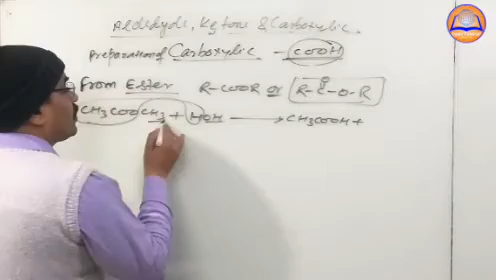 Aldehyde, Ketone & Carboxylic
Preparation of Carboxylic - COOH
From Ester R-COOR or R-C-O-R
O
CH3COOCH3 + HOH → CH3COOH +